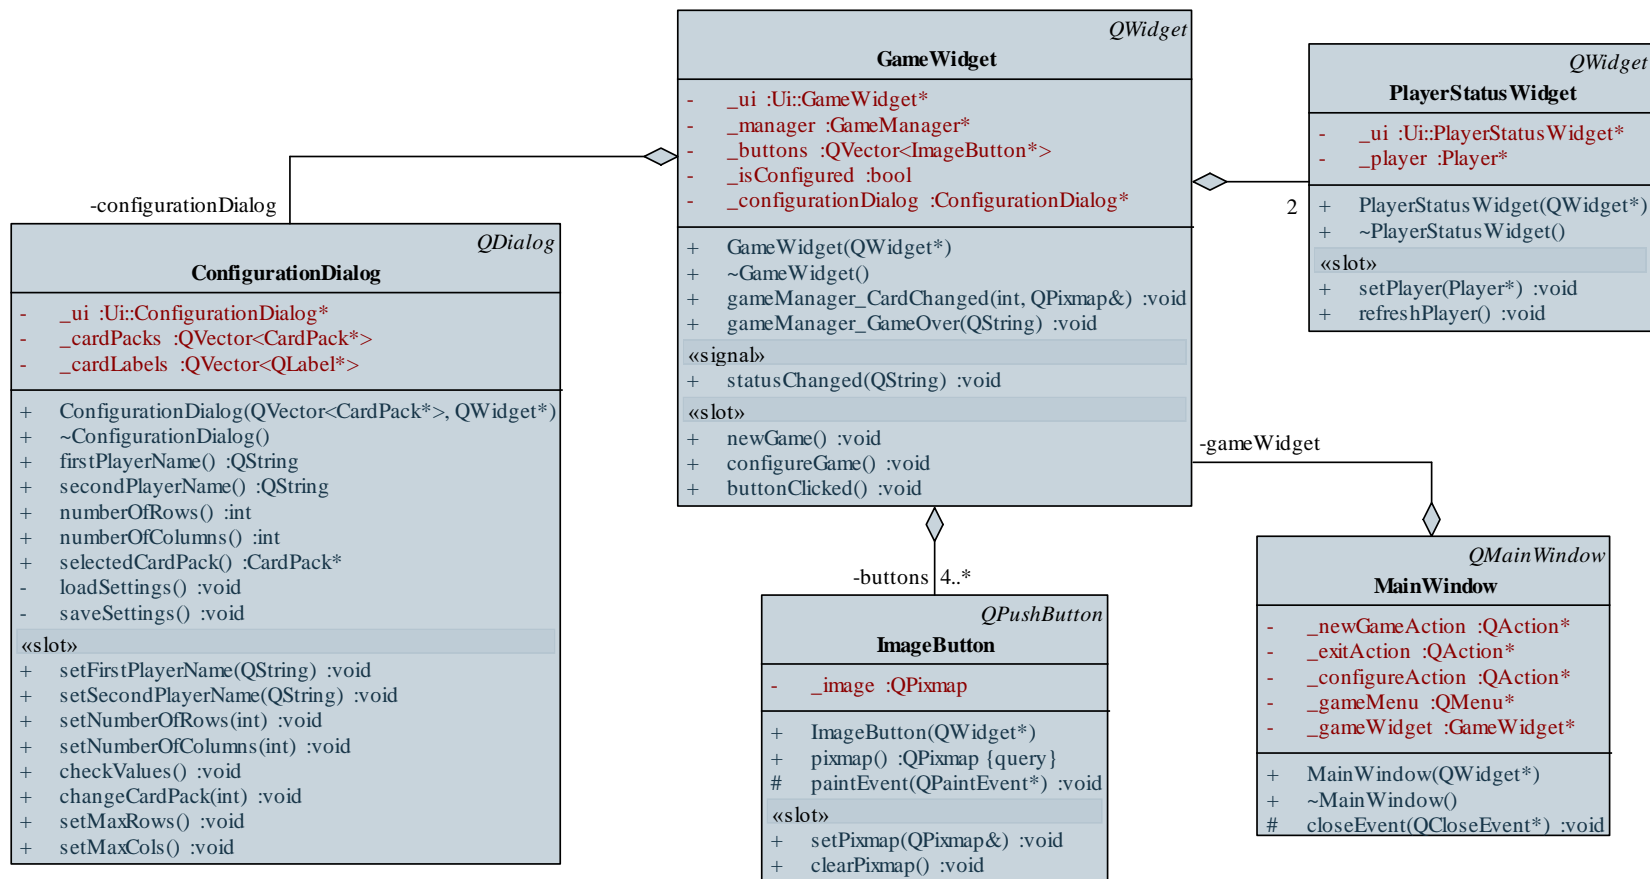 QWidget
GameWidget
- _ui :Ui::GameWidget*
- _manager :GameManager*
- _buttons :QVector<ImageButton*>
- _isConfigured :bool
- _configurationDialog :ConfigurationDialog*
+ GameWidget(QWidget*)
+ ~GameWidget()
+ gameManager_CardChanged(int, QPixmap&) :void
+ gameManager_GameOver(QString) :void
«signal»
+ statusChanged(QString) :void
«slot»
+ newGame() :void
+ configureGame() :void
+ buttonClicked() :void
QWidget
PlayerStatusWidget
- _ui :Ui::PlayerStatusWidget*
- _player :Player*
+ PlayerStatusWidget(QWidget*)
+ ~PlayerStatusWidget()
«slot»
+ setPlayer(Player*) :void
+ refreshPlayer() :void
2
-configurationDialog
QDialog
ConfigurationDialog
- _ui :Ui::ConfigurationDialog*
- _cardPacks :QVector<CardPack*>
- _cardLabels :QVector<QLabel*>
+ ConfigurationDialog(QVector<CardPack*>, QWidget*)
+ ~ConfigurationDialog()
+ firstPlayerName() :QString
+ secondPlayerName() :QString
+ numberOfRows() :int
+ numberOfColumns() :int
+ selectedCardPack() :CardPack*
- loadSettings() :void
- saveSettings() :void
«slot»
+ setFirstPlayerName(QString) :void
+ setSecondPlayerName(QString) :void
+ setNumberOfRows(int) :void
+ setNumberOfColumns(int) :void
+ checkValues() :void
+ changeCardPack(int) :void
+ setMaxRows() :void
+ setMaxCols() :void
-buttons 4..*
QPushButton
ImageButton
- _image :QPixmap
+ ImageButton(QWidget*)
+ pixmap() :QPixmap {query}
# paintEvent(QPaintEvent*) :void
«slot»
+ setPixmap(QPixmap&) :void
+ clearPixmap() :void
-gameWidget
QMainWindow
MainWindow
- _newGameAction :QAction*
- _exitAction :QAction*
- _configureAction :QAction*
- _gameMenu :QMenu*
- _gameWidget :GameWidget*
+ MainWindow(QWidget*)
+ ~MainWindow()
# closeEvent(QCloseEvent*) :void